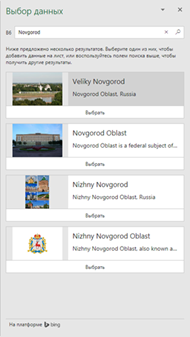 Выбор данных
B6
Novgorod
Ниже предложено несколько результатов. Выберите один из них, чтобы
добавить данные на лист, или воспользуйтесь полем поиска выше, чтобы
получить другие результаты.
Veliky Novgorod
Novgorod Oblast, Russia
Выбрать
Novgorod Oblast
Novgorod Oblast is a federal subject of...
Выбрать
Nizhny Novgorod
Nizhny Novgorod Oblast, Russia
Выбрать
Nizhny Novgorod Oblast
Nizhny Novgorod Oblast, also known a...
Выбрать
На платформе bing